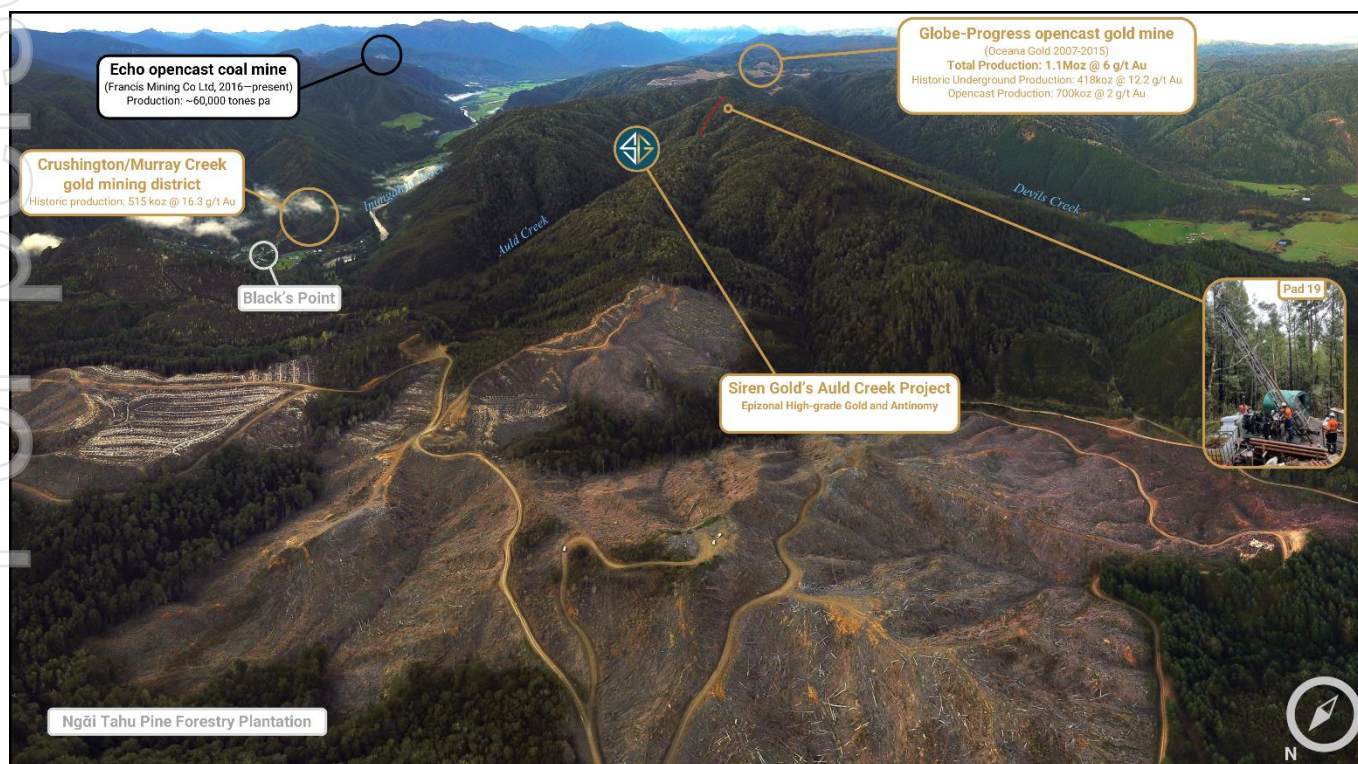 Echo opencast coal mine
(Francis Mining Co Ltd, 2016—present)
Production: ~60,000 tones pa
Globe-Progress opencast gold mine
(Oceana Gold 2007-2015)
Total Production: 1.1Moz @ 6 g/t Au
Historic Underground Production: 418koz @ 12.2 g/t Au
Opencast Production: 700koz @ 2 g/t Au
Crushington/Murray Creek
gold mining district
Historic production: 515 koz @ 16.3 g/t Au
Auld Creek
Devils Creek
Black's Point
Pad 19
Siren Gold's Auld Creek Project
Epizonal High-grade Gold and Antinomy
Ngāi Tahu Pine Forestry Plantation
N